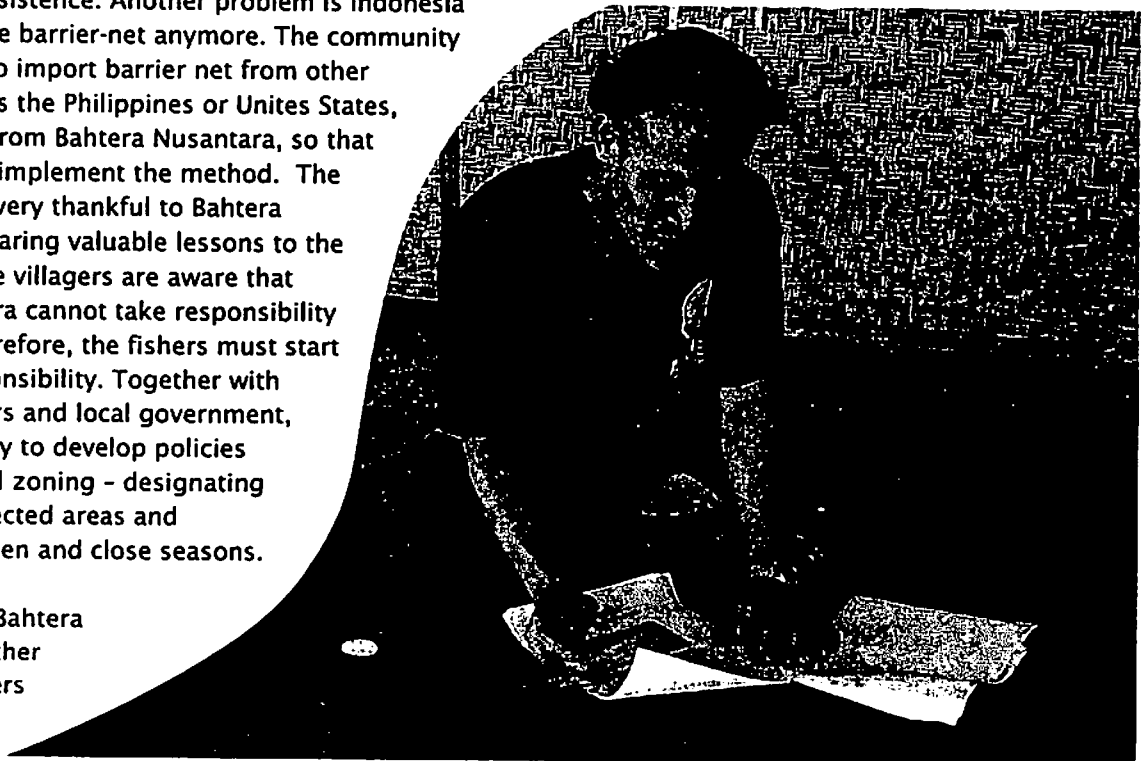 sistence. Another problem is Indonesia
e barrier-net anymore. The community
o import barrier net from other
s the Philippines or Unites States,
rom Bahtera Nusantara, so that
implement the method. The
very thankful to Bahtera
aring valuable lessons to the
e villagers are aware that
ra cannot take responsibility
refore, the fishers must start
onsibility. Together with
rs and local government,
y to develop policies
l zoning – designating
ected areas and
en and close seasons.
Bahtera
her
ers